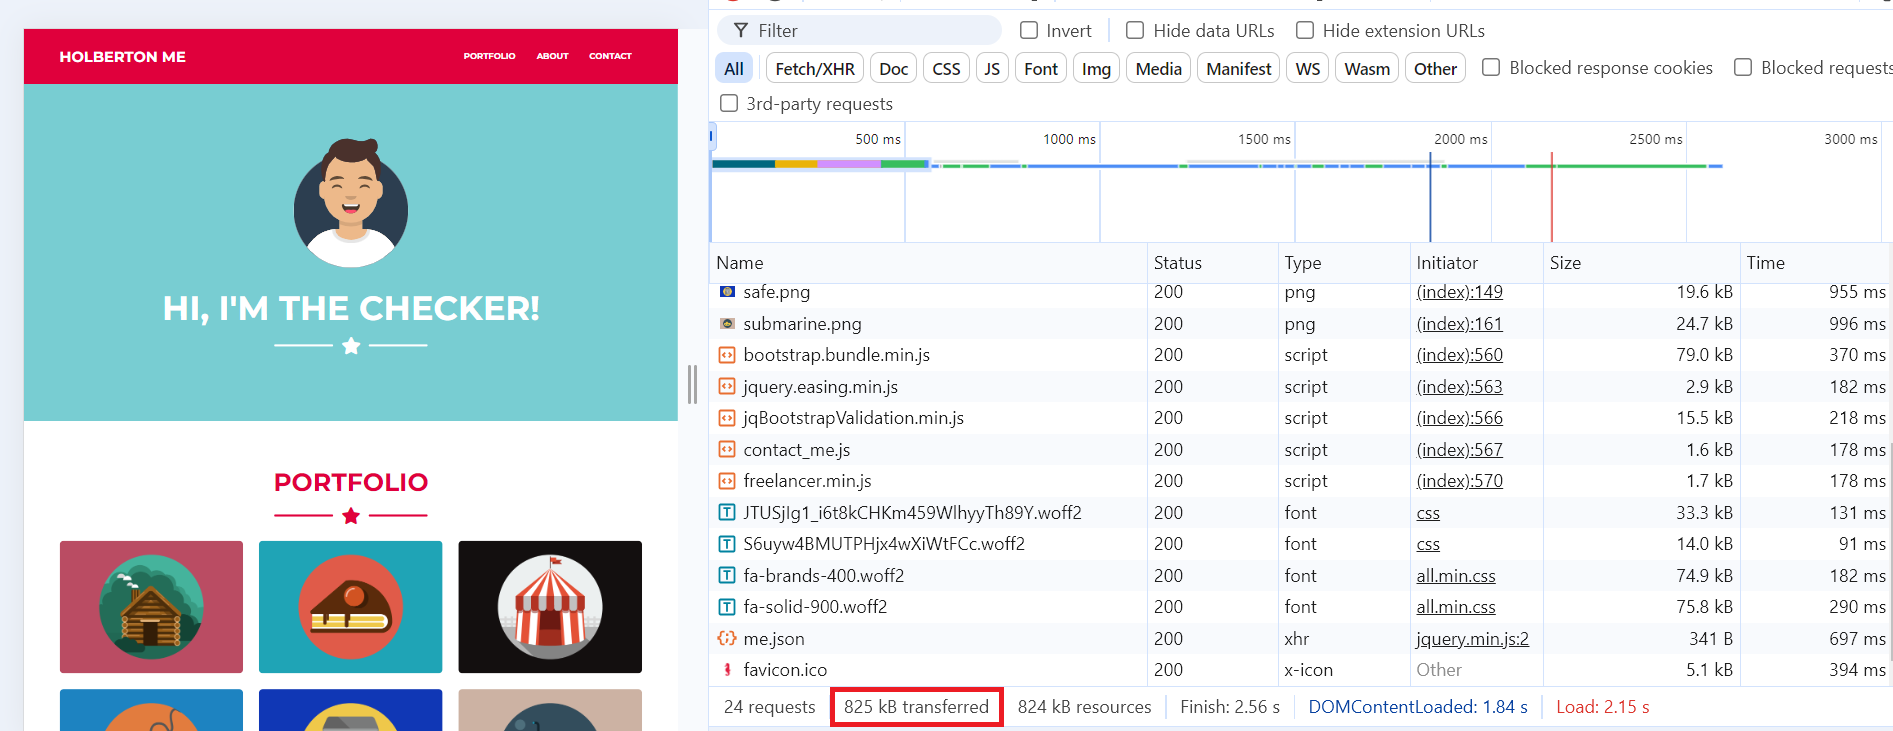 HOLBERTON ME
PORTFOLIO ABOUT CONTACT
HI, I'M THE CHECKER!
PORTFOLIO
Filter Invert Hide data URLs Hide extension URLs
All Fetch/XHR Doc CSS JS Font Img Media Manifest WS Wasm Other Blocked response cookies Blocked requests
3rd-party requests
500 ms 1000 ms 1500 ms 2000 ms 2500 ms 3000 ms
Name Status Type Initiator Size Time
safe.png 200 png (index):149 19.6 kB 955 ms
submarine.png 200 png (index):161 24.7 kB 996 ms
bootstrap.bundle.min.js 200 script (index):560 79.0 kB 370 ms
jquery.easing.min.js 200 script (index):563 2.9 kB 182 ms
jqBootstrapValidation.min.js 200 script (index):566 15.5 kB 218 ms
contact_me.js 200 script (index):567 1.6 kB 178 ms
freelancer.min.js 200 script (index):570 1.7 kB 178 ms
JTUSjIg1_i6t8kCHKm459WlhyyTh89Y.woff2 200 font css 33.3 kB 131 ms
S6uyw4BMUTPHjx4wXiWtFCc.woff2 200 font css 14.0 kB 91 ms
fa-brands-400.woff2 200 font all.min.css 74.9 kB 182 ms
fa-solid-900.woff2 200 font all.min.css 75.8 kB 290 ms
me.json 200 xhr jquery.min.js:2 341 B 697 ms
favicon.ico 200 x-icon Other 5.1 kB 394 ms
24 requests 825 kB transferred 824 kB resources Finish: 2.56 s DOMContentLoaded: 1.84 s Load: 2.15 s